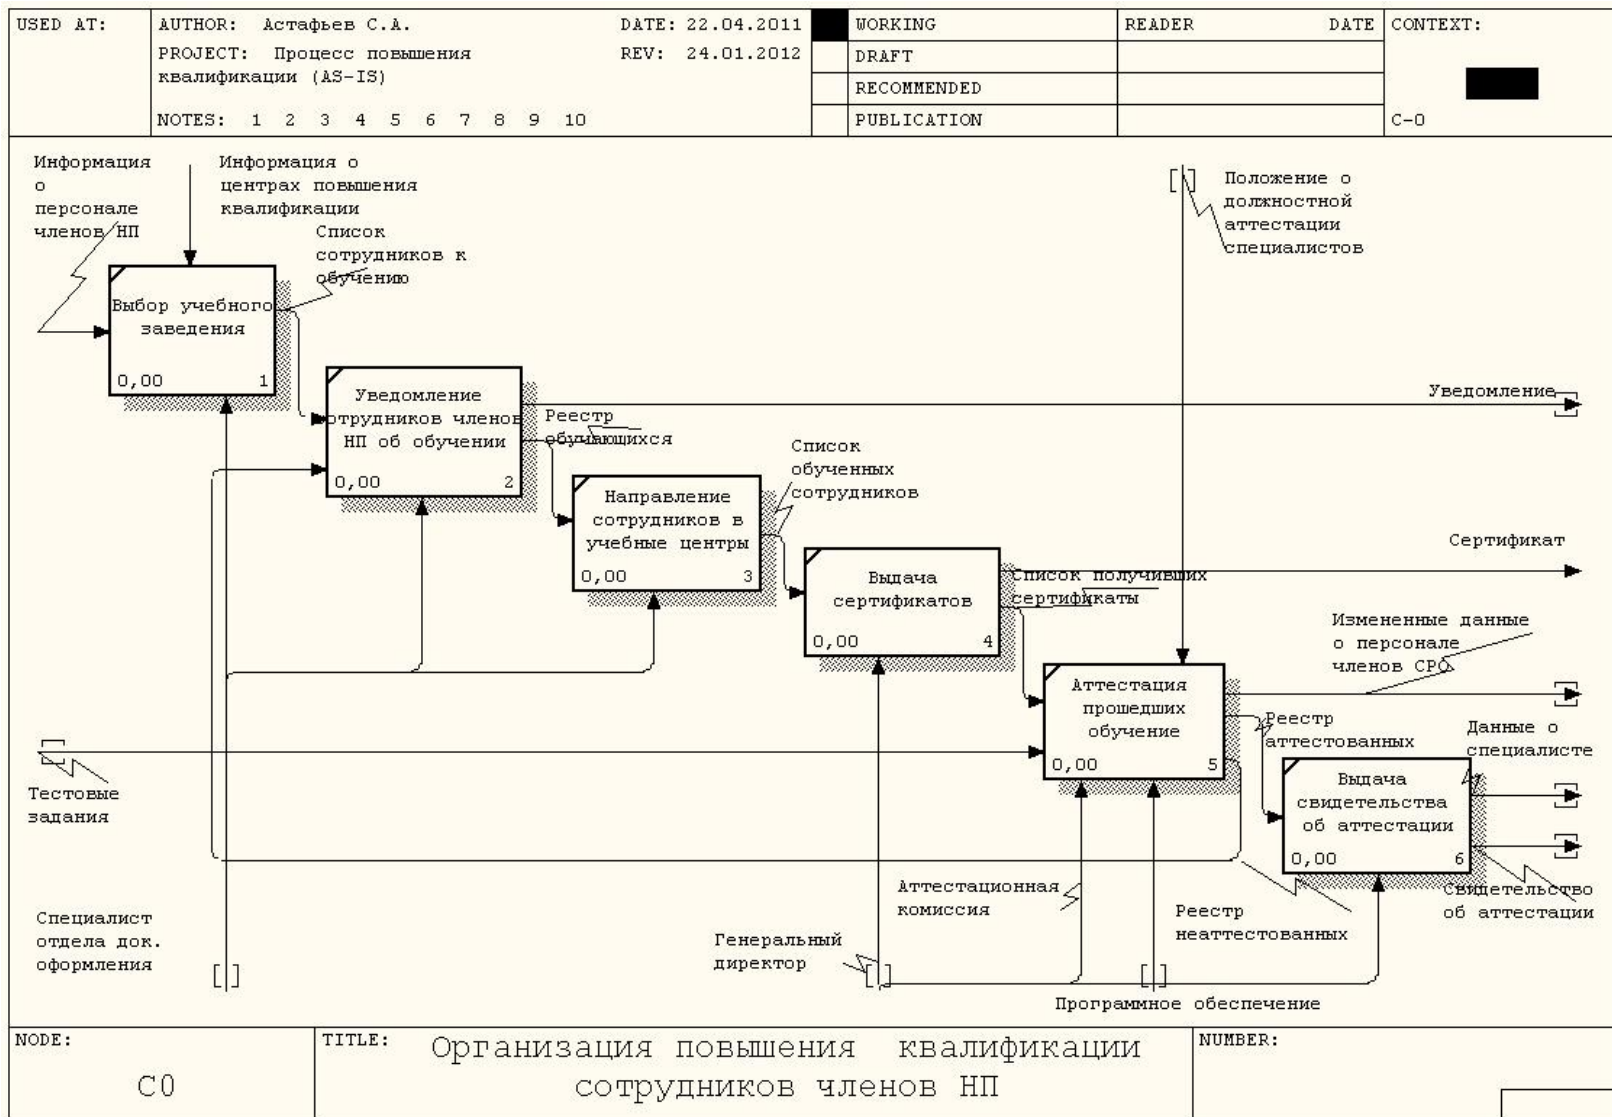 USED AT:
AUTHOR: Астафьев С.А.
DATE: 22.04.2011
PROJECT: Процесс повышения
квалификации (AS-IS)
REV: 24.01.2012
NOTES: 1 2 3 4 5 6 7 8 9 10
WORKING
DRAFT
RECOMMENDED
PUBLICATION
READER DATE
CONTEXT:
C-0
Информация
о
персонале
членов НП
Информация о
центрах повышения
квалификации
Список
сотрудников к
обучению
Положение о
должностной
аттестации
специалистов
Выбор учебного
заведения
0,00 1
Уведомление
сотрудников членов
НП об обучении
0,00 2
Уведомление
Реестр
обучающихся
Список
обученных
сотрудников
Направление
сотрудников в
учебные центры
0,00 3
Сертификат
Выдача
сертификатов
0,00 4
Список получивших
сертификаты
Измененные данные
о персонале
членов СРО
Аттестация
прошедших
обучение
0,00 5
Реестр
аттестованных
Данные о
специалисте
Выдача
свидетельства
об аттестации
0,00 6
Тестовые
задания
Свидетельство
об аттестации
Аттестационная
комиссия
Реестр
неаттестованных
Специалист
отдела док.
оформления
Генеральный
директор
Программное обеспечение
NODE:
C0
TITLE:
Организация повышения квалификации
сотрудников членов НП
NUMBER: